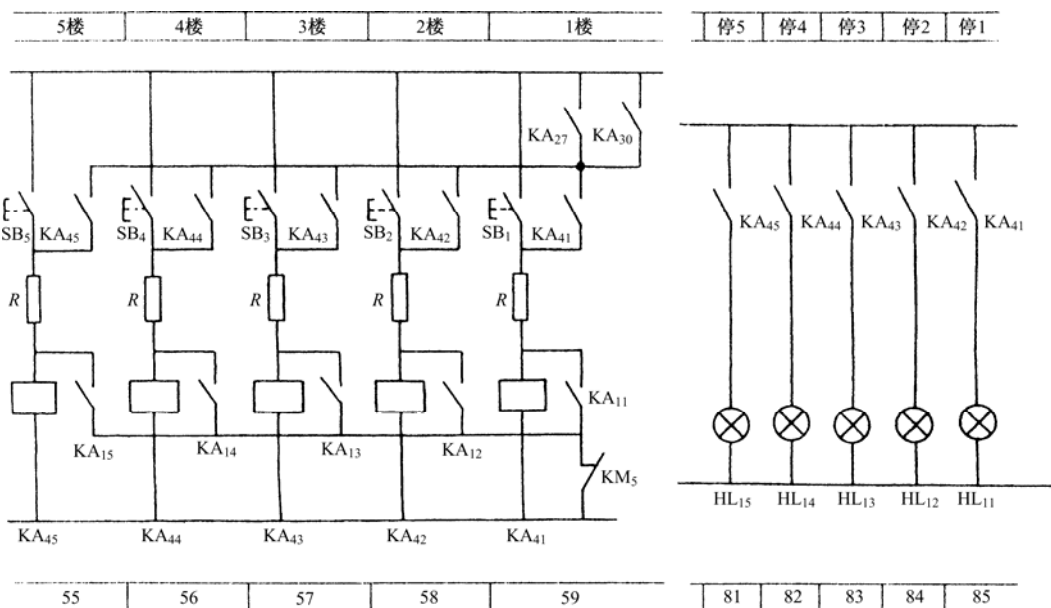 5楼 4楼 3楼 2楼 1楼 停5 停4 停3 停2 停1
KA27 KA30
SB5 KA45 SB4 KA44 SB3 KA43 SB2 KA42 SB1 KA41 KA45 KA44 KA43 KA42 KA41
R R R R R
KA11
KA15 KA14 KA13 KA12
KM5
HL15 HL14 HL13 HL12 HL11
KA45 KA44 KA43 KA42 KA41
55 56 57 58 59 81 82 83 84 85